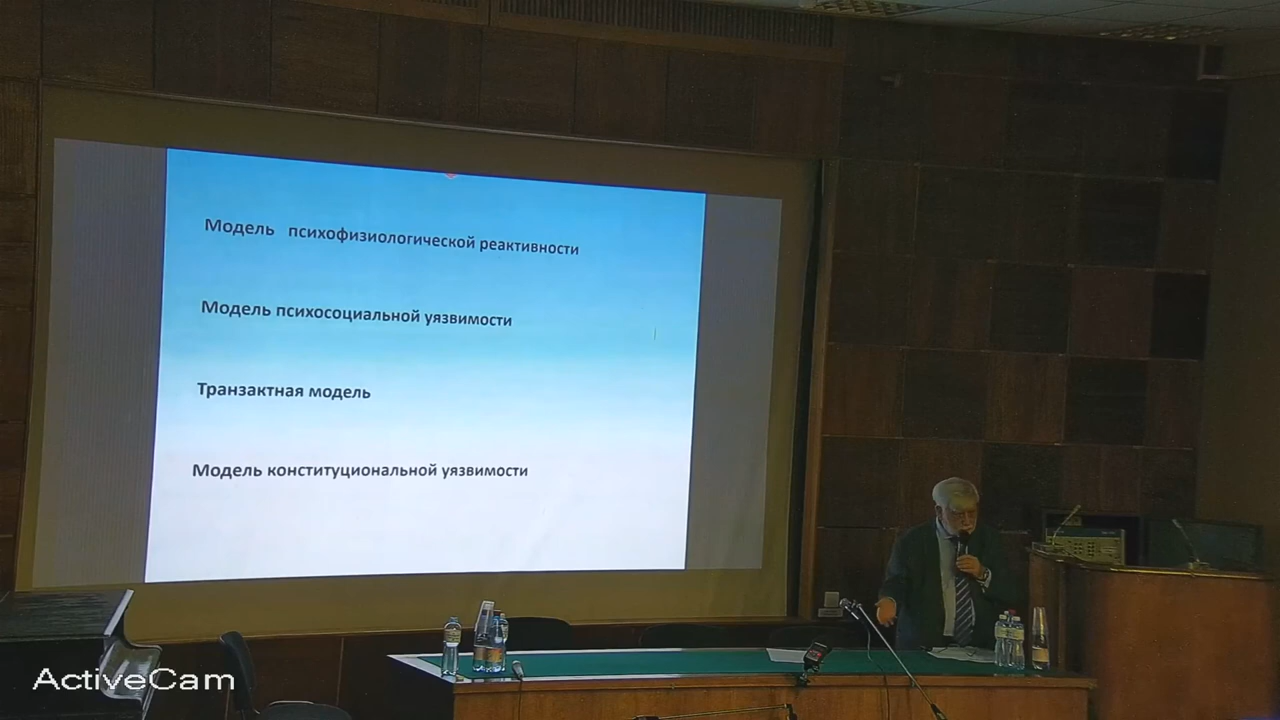 Модель психофизиологической реактивности
Модель психосоциальной уязвимости
Транзактная модель
Модель конституциональной уязвимости
ActiveCam